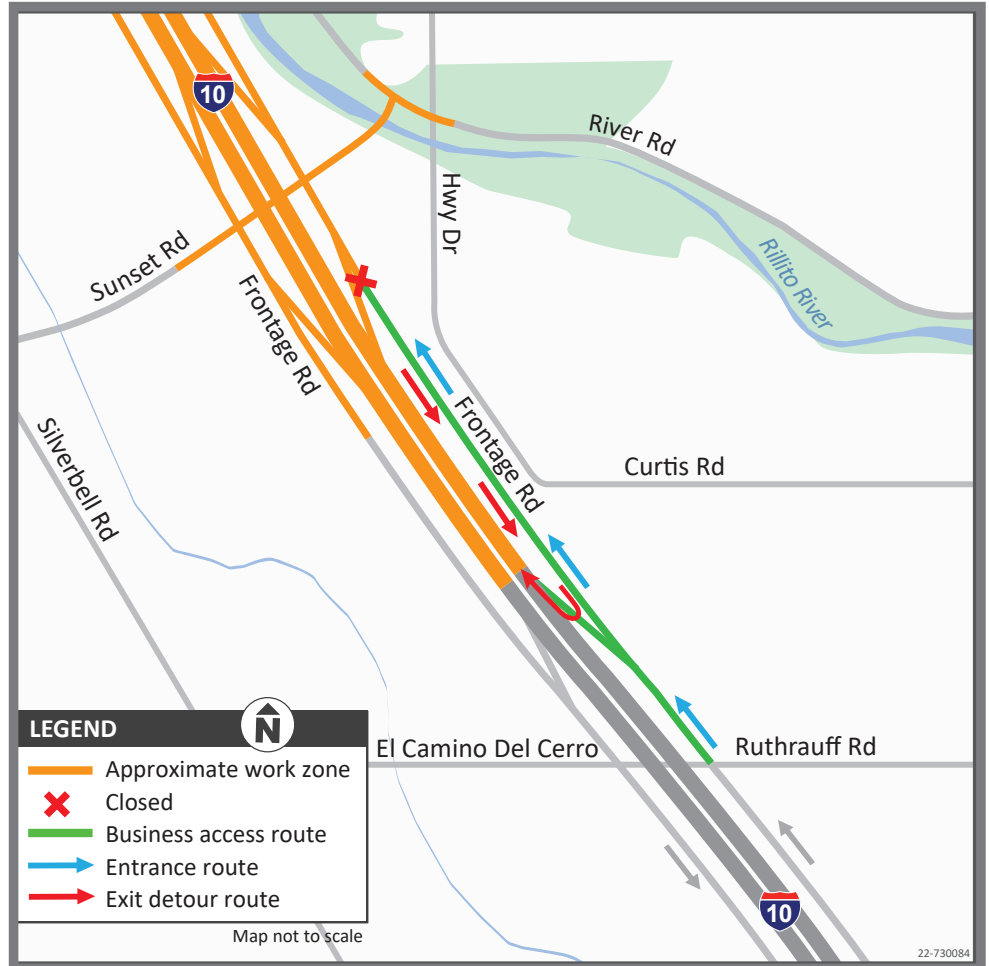 10
River Rd
Hwy Dr
Sunset Rd
Rillito River
Frontage Rd
Frontage Rd
Silverbell Rd
Curtis Rd
El Camino Del Cerro
Ruthrauff Rd
LEGEND
N
Approximate work zone
Closed
Business access route
Entrance route
Exit detour route
Map not to scale
10
22-730084